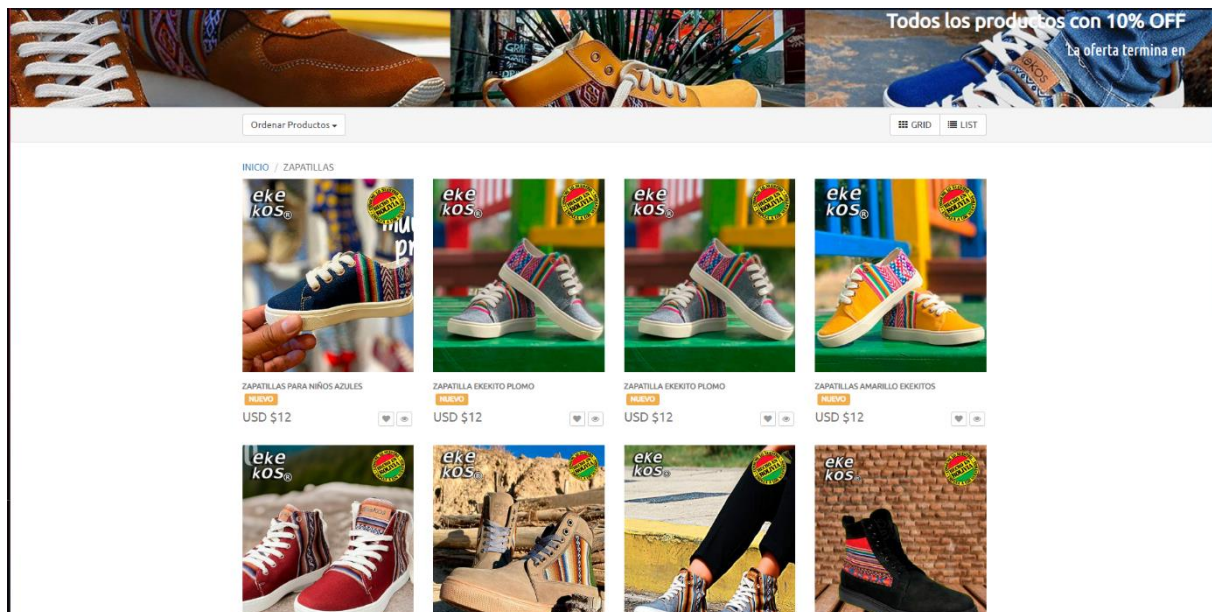 Todos los productos con 10% OFF
La oferta termina en
Ordenar Productos
GRID
LIST
INICIO / ZAPATILLAS
eke
kos®
eke
kos®
eke
kos®
eke
kos®
ZAPATILLAS PARA NIÑOS AZULES
NUEVO
USD $12
ZAPATILLA EKEKITO PLOMO
NUEVO
USD $12
ZAPATILLA EKEKITO PLOMO
NUEVO
USD $12
ZAPATILLAS AMARILLO EKEKITOS
NUEVO
USD $12
eke
kos®
eke
kos®
eke
kos®
eke
kos®